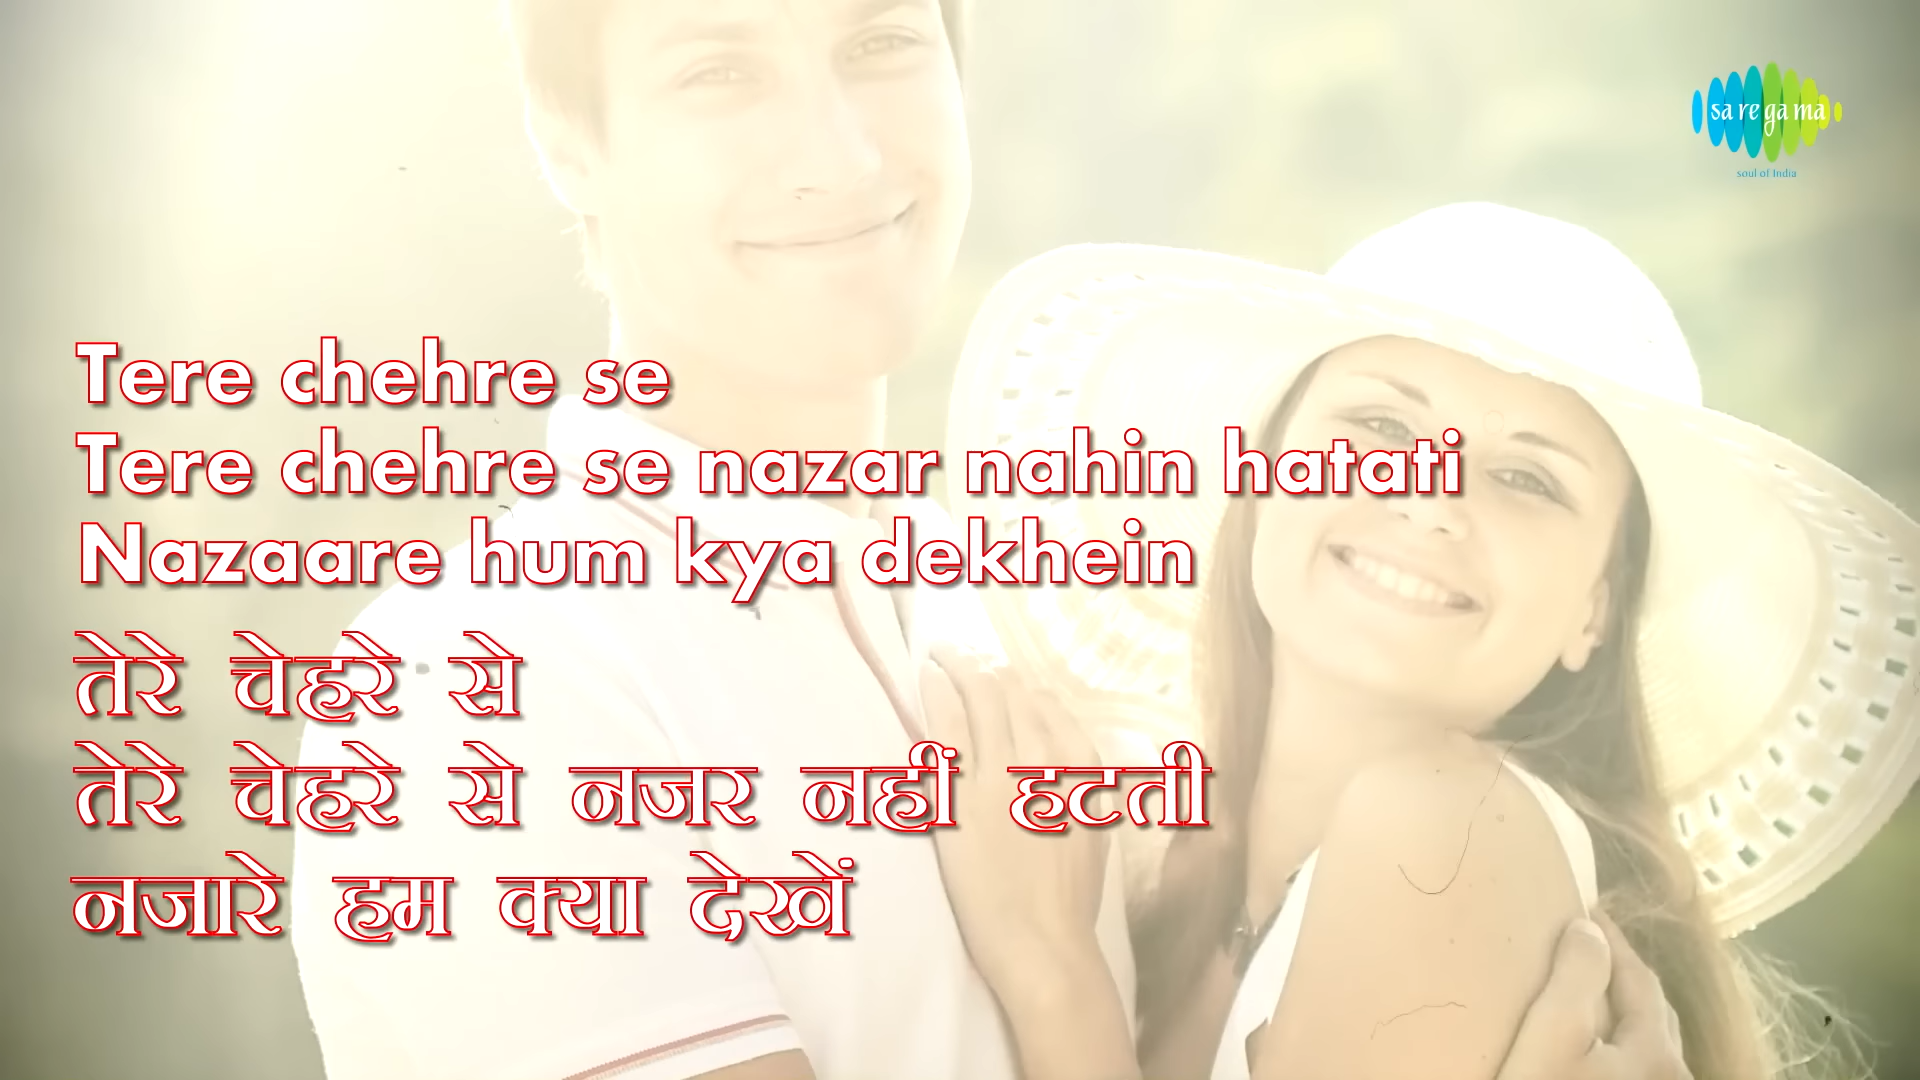 sa re ga ma
soul of India
Tere chehre se
Tere chehre se nazar nahin hatati
Nazaare hum kya dekhein
तेरे चेहरे से
तेरे चेहरे से नजर नहीं हटती
नजारे हम क्या देखें